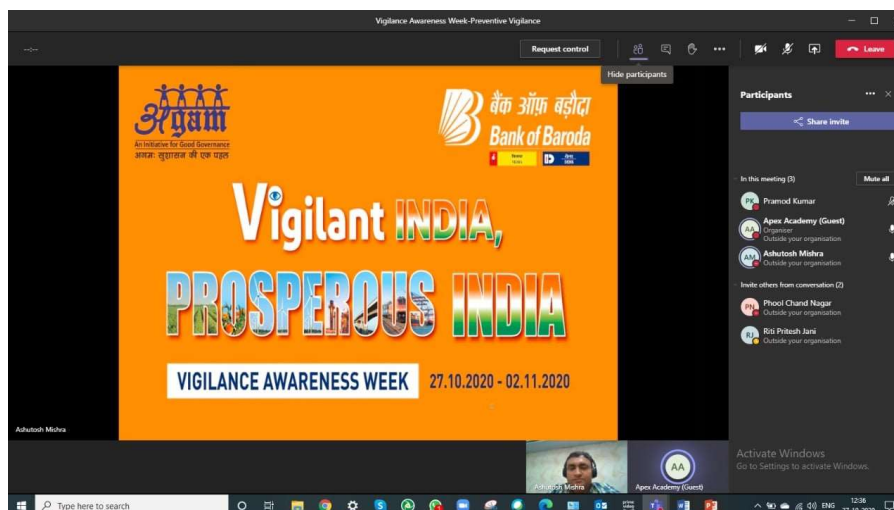 Vigilance Awareness Week-Preventive Vigilance
--:--
Request control
Leave
Hide participants
अगम
An Initiative for Good Governance
अगमः सुशासन की एक पहल
बैंक ऑफ़ बड़ौदा
Bank of Baroda
Vigilant INDIA,
PROSPEROUS INDIA
VIGILANCE AWARENESS WEEK 27.10.2020 - 02.11.2020
Ashutosh Mishra
Ashutosh Mishra
AA
Apex Academy (Guest)
Participants
Share invite
In this meeting (3) Mute all
PK Pramod Kumar
AA Apex Academy (Guest)
Organiser
Outside your organisation
AM Ashutosh Mishra
Outside your organisation
Invite others from conversation (2)
PN Phool Chand Nagar
Outside your organisation
RJ Riti Pritesh Jani
Outside your organisation
Activate Windows
Go to Settings to activate Windows.
Type here to search
ENG
12:36
27-10-2020